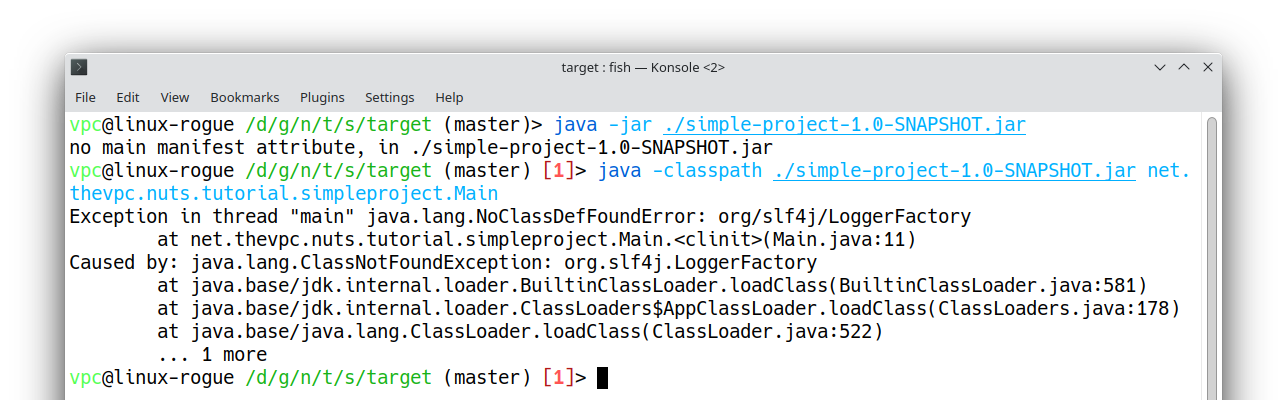 target : fish — Konsole <2>
File Edit View Bookmarks Plugins Settings Help
vpc@linux-rogue /d/g/n/t/s/target (master)> java -jar ./simple-project-1.0-SNAPSHOT.jar
no main manifest attribute, in ./simple-project-1.0-SNAPSHOT.jar
vpc@linux-rogue /d/g/n/t/s/target (master) [1]> java -classpath ./simple-project-1.0-SNAPSHOT.jar net.
thevpc.nuts.tutorial.simpleproject.Main
Exception in thread "main" java.lang.NoClassDefFoundError: org/slf4j/LoggerFactory
        at net.thevpc.nuts.tutorial.simpleproject.Main.<clinit>(Main.java:11)
Caused by: java.lang.ClassNotFoundException: org.slf4j.LoggerFactory
        at java.base/jdk.internal.loader.BuiltinClassLoader.loadClass(BuiltinClassLoader.java:581)
        at java.base/jdk.internal.loader.ClassLoaders$AppClassLoader.loadClass(ClassLoaders.java:178)
        at java.base/java.lang.ClassLoader.loadClass(ClassLoader.java:522)
        ... 1 more
vpc@linux-rogue /d/g/n/t/s/target (master) [1]>